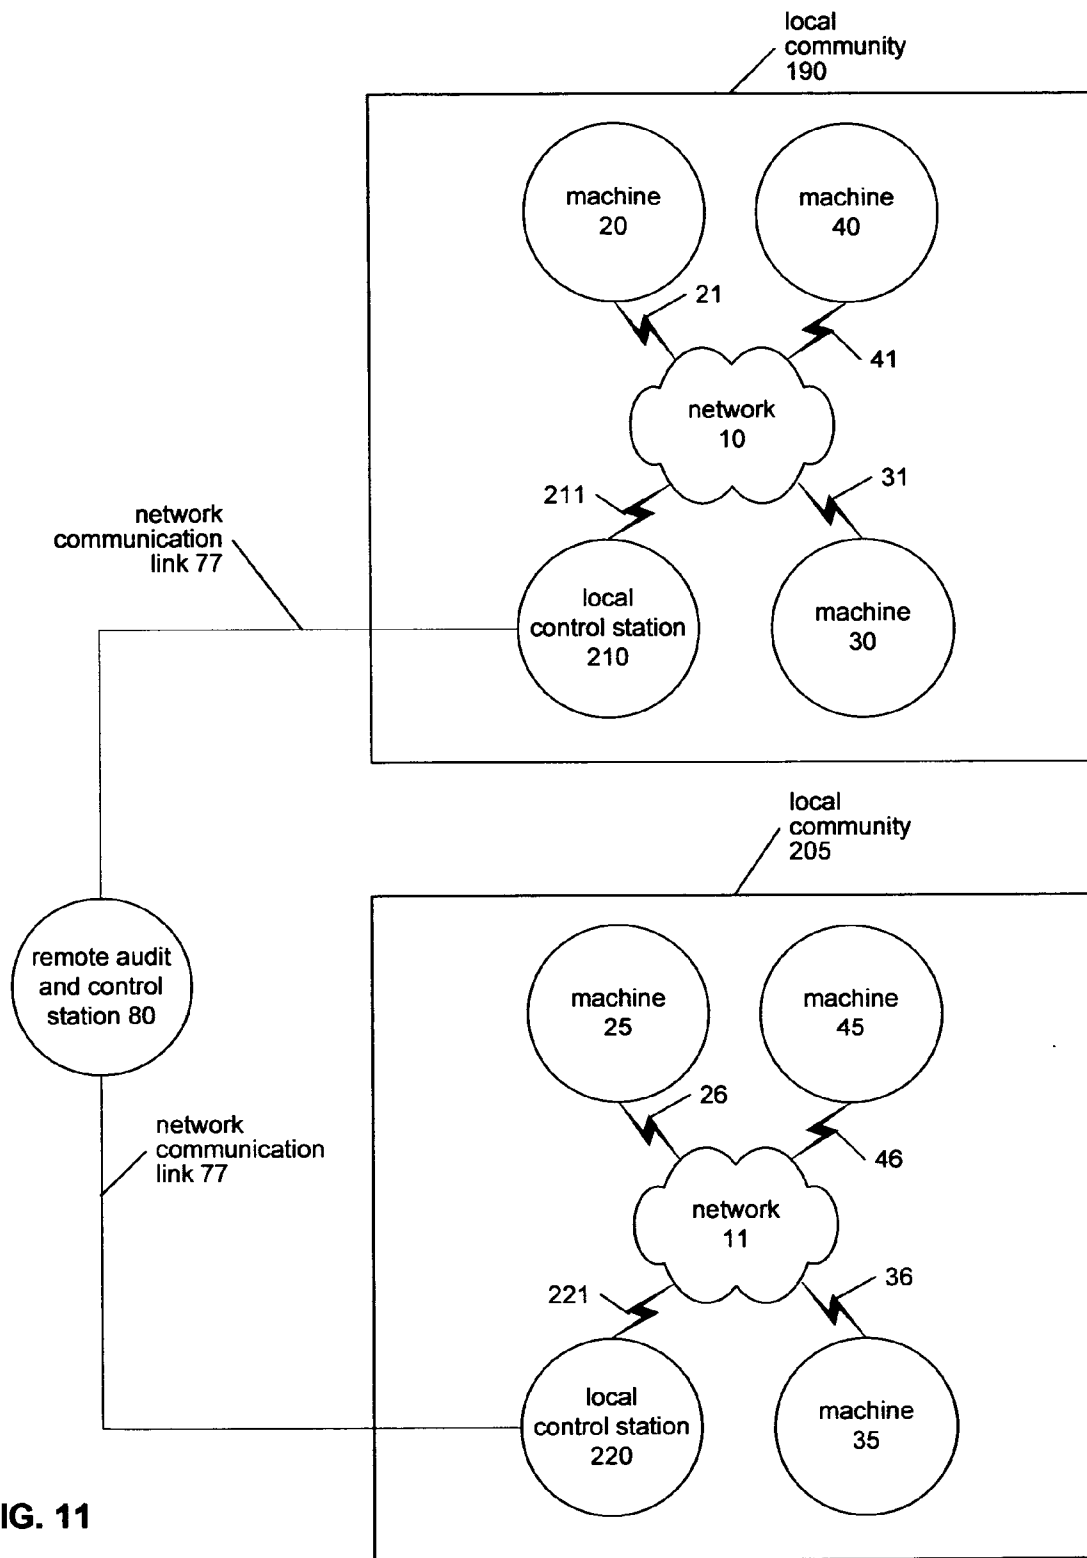 local
community
190
machine
20
machine
40
21
41
network
10
211
31
network
communication
link 77
local
control station
210
machine
30
local
community
205
remote audit
and control
station 80
machine
25
machine
45
26
46
network
communication
link 77
network
11
221
36
local
control station
220
machine
35
IG. 11